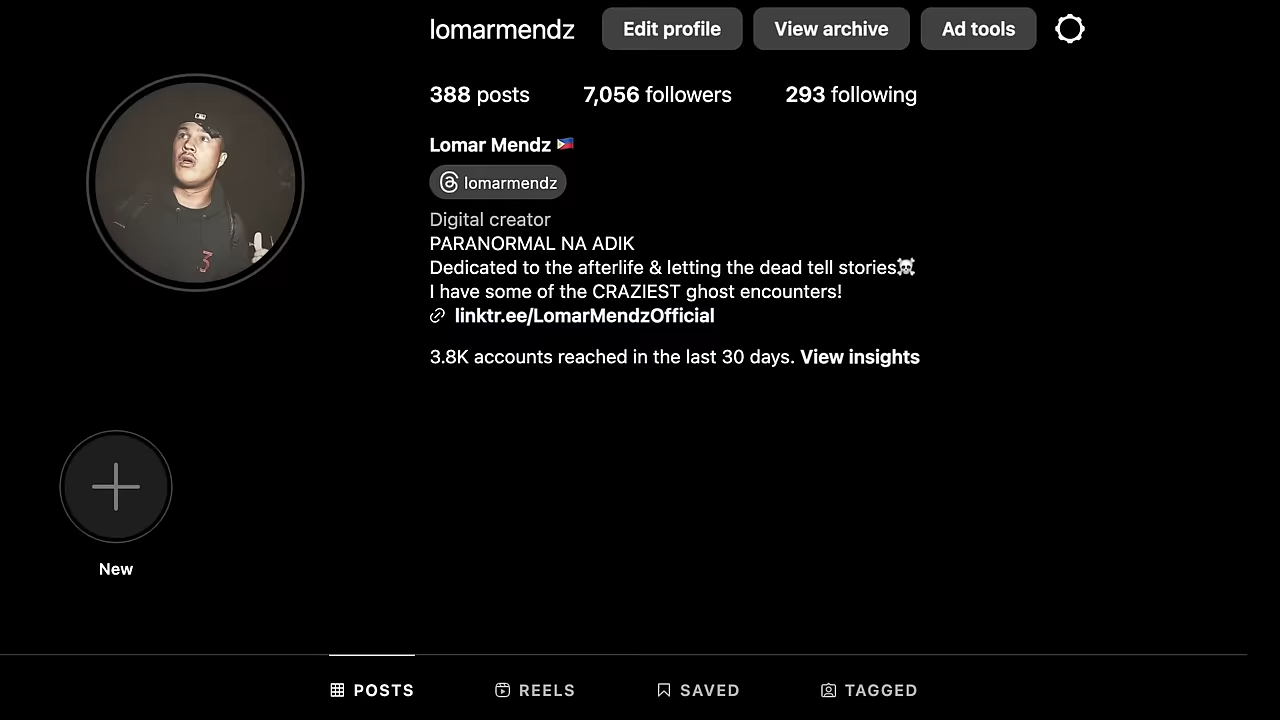 lomarmendz Edit profile View archive Ad tools
388 posts 7,056 followers 293 following
Lomar Mendz 🇵🇭
lomarmendz
Digital creator
PARANORMAL NA ADIK
Dedicated to the afterlife & letting the dead tell stories☠️
I have some of the CRAZIEST ghost encounters!
linktr.ee/LomarMendzOfficial
3.8K accounts reached in the last 30 days. View insights
3
New
POSTS REELS SAVED TAGGED